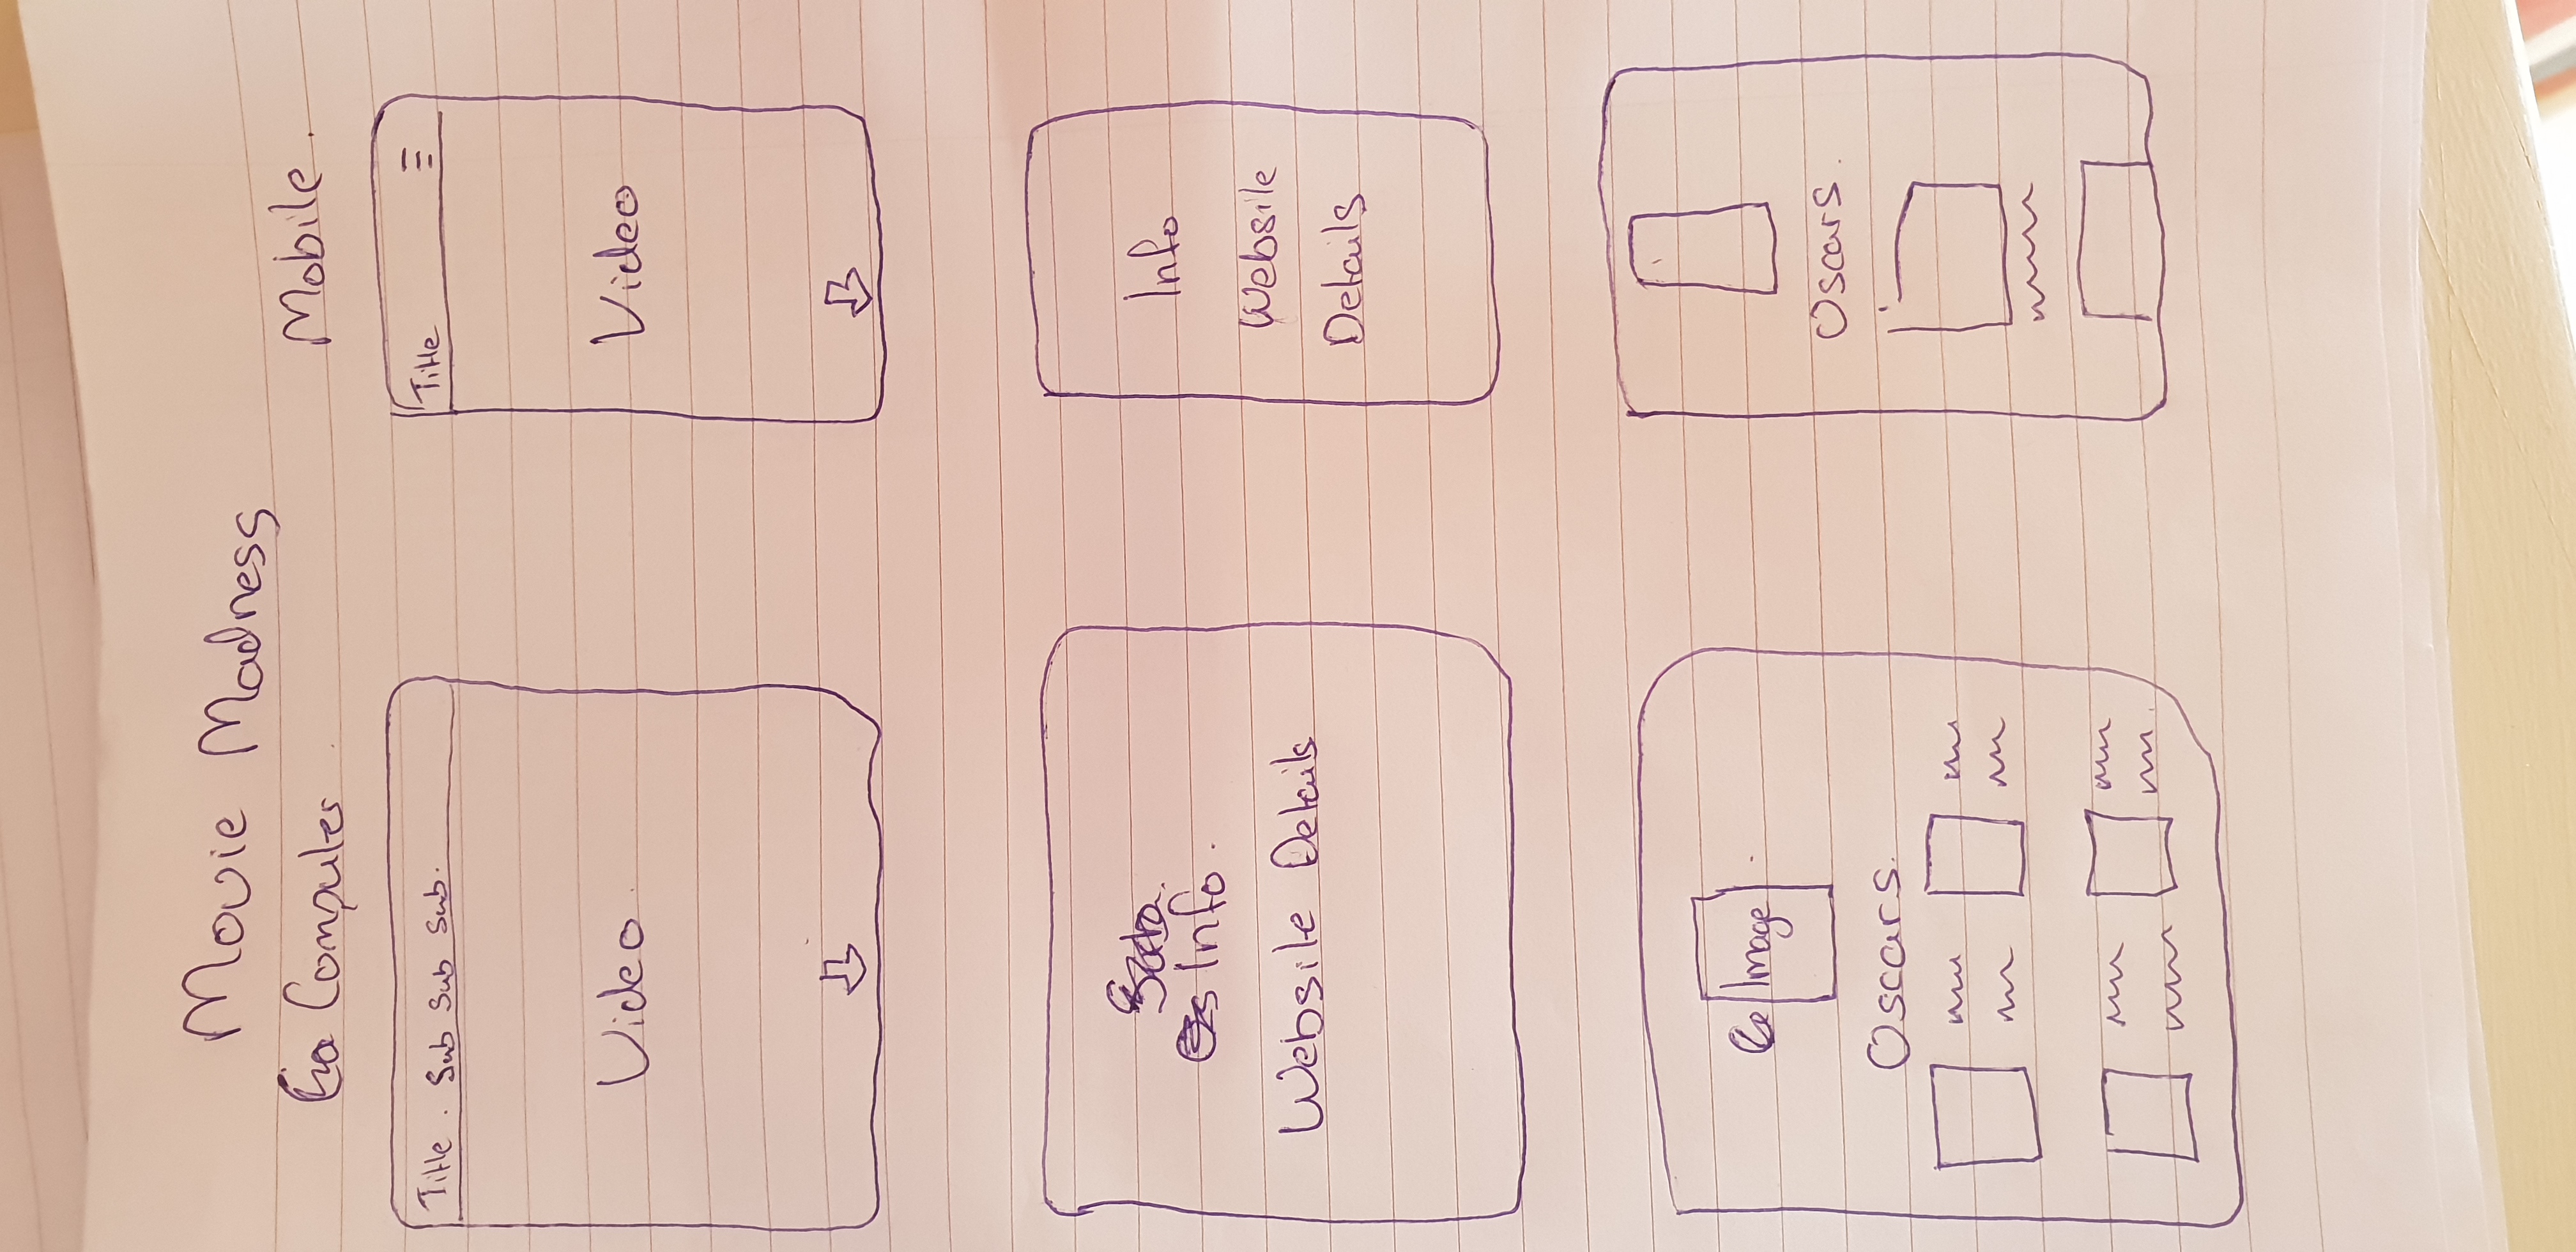 Movie Madness
Computer
Mobile.
Title. Sub Sub Sub.
Title
Video.
Video
Info.
Website Details
Info
Website
Details
Image
Oscars.
Oscars.